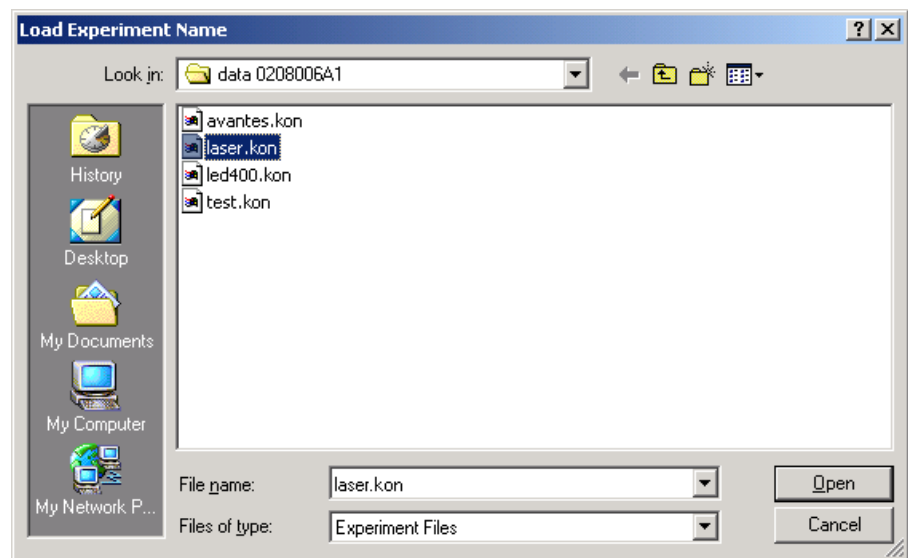 Load Experiment Name
Look in: data 0208006A1
History
Desktop
My Documents
My Computer
My Network P...
avantes.kon
laser.kon
led400.kon
test.kon
File name: laser.kon Open
Files of type: Experiment Files Cancel